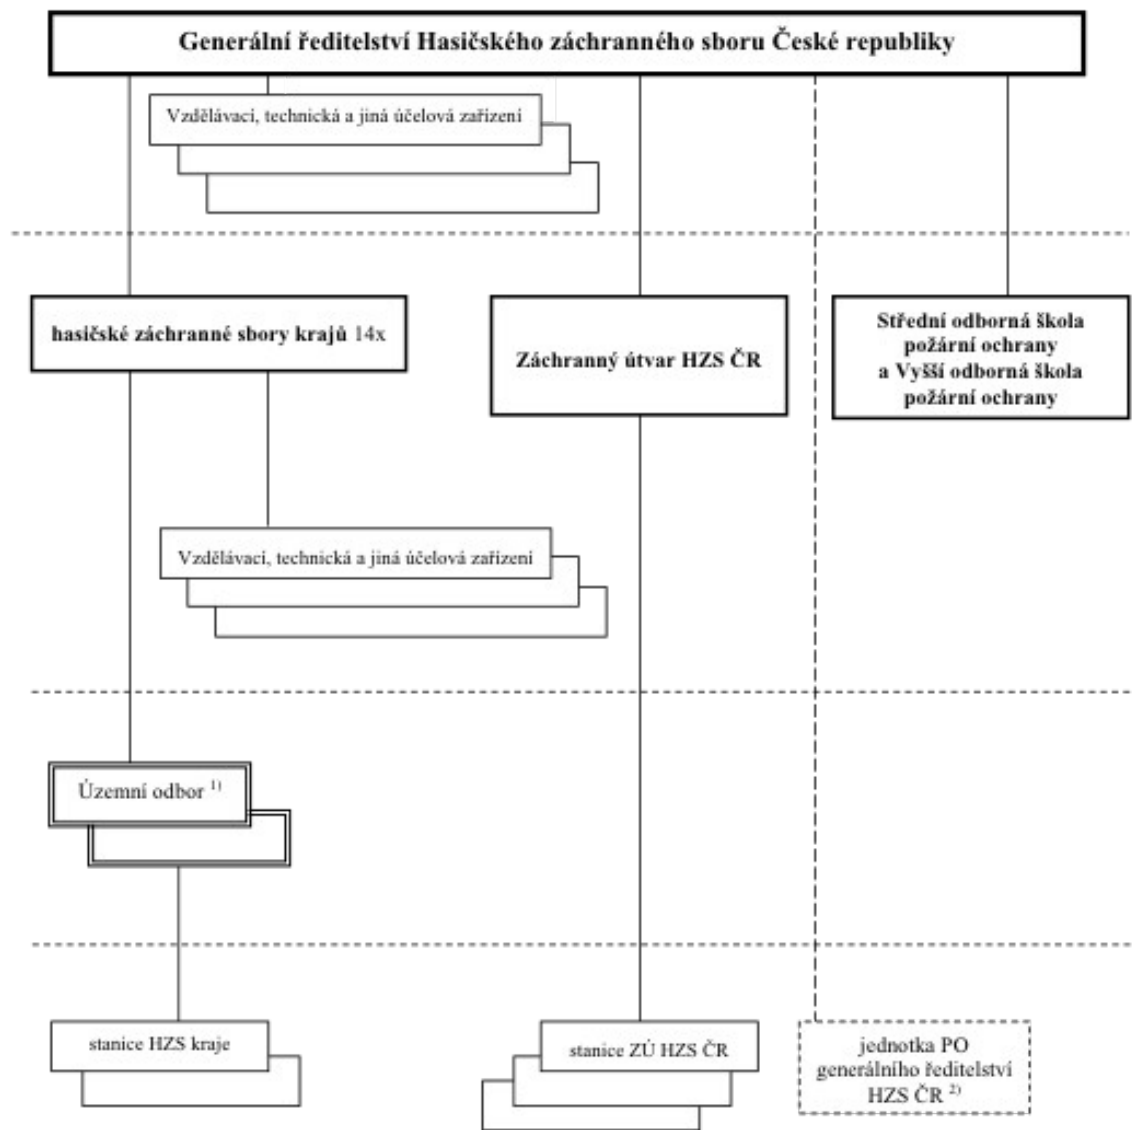 Generální ředitelství Hasičského záchranného sboru České republiky
Vzdělávací, technická a jiná účelová zařízení
hasičské záchranné sbory krajů 14x
Záchranný útvar HZS ČR
Střední odborná škola
požární ochrany
a Vyšší odborná škola
požární ochrany
Vzdělávací, technická a jiná účelová zařízení
Územní odbor 1)
stanice HZS kraje
stanice ZÚ HZS ČR
jednotka PO
generálního ředitelství
HZS ČR 2)